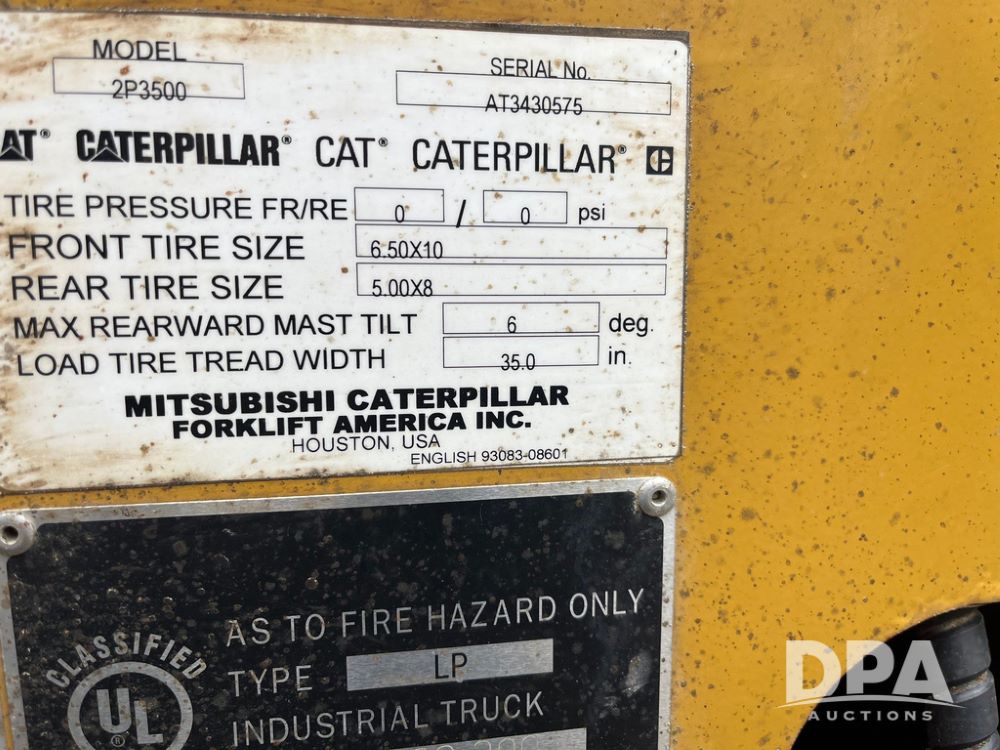 MODEL
2P3500
SERIAL No.
AT3430575
AT® CATERPILLAR® CAT® CATERPILLAR®
TIRE PRESSURE FR/RE 0 / 0 psi
FRONT TIRE SIZE 6.50X10
REAR TIRE SIZE 5.00X8
MAX REARWARD MAST TILT 6 deg.
LOAD TIRE TREAD WIDTH 35.0 in.
MITSUBISHI CATERPILLAR
FORKLIFT AMERICA INC.
HOUSTON, USA
ENGLISH 93083-08601
CLASSIFIED
UL®
AS TO FIRE HAZARD ONLY
TYPE LP
INDUSTRIAL TRUCK
DPA
AUCTIONS